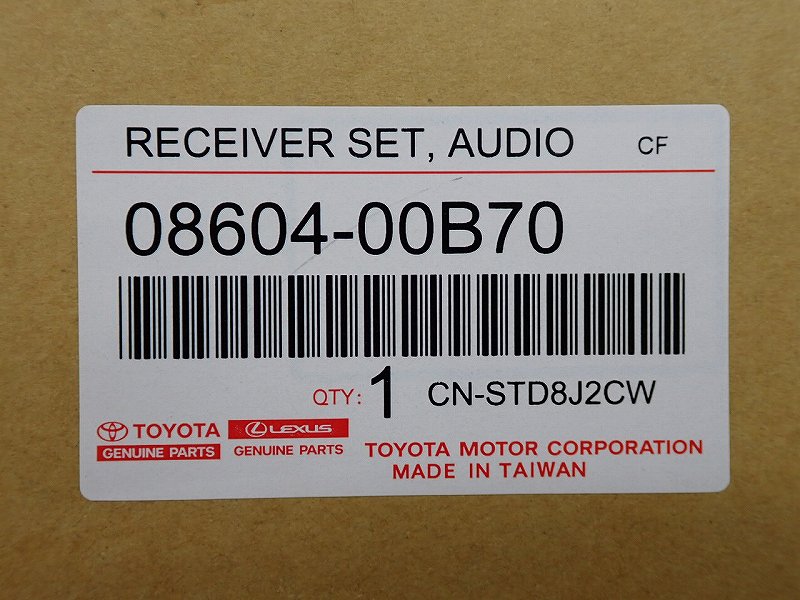 RECEIVER SET, AUDIO CF
08604-00B70
QTY: 1 CN-STD8J2CW
TOYOTA LEXUS
GENUINE PARTS GENUINE PARTS
TOYOTA MOTOR CORPORATION
MADE IN TAIWAN